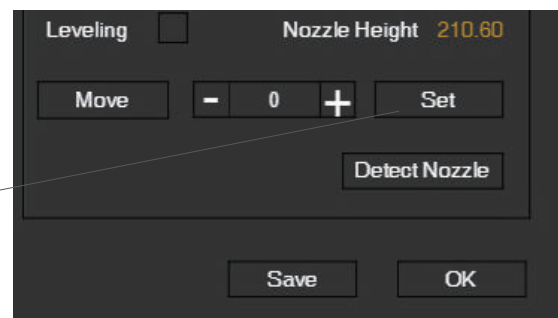 Leveling Nozzle Height 210.60
Move - 0 + Set
Detect Nozzle
Save OK